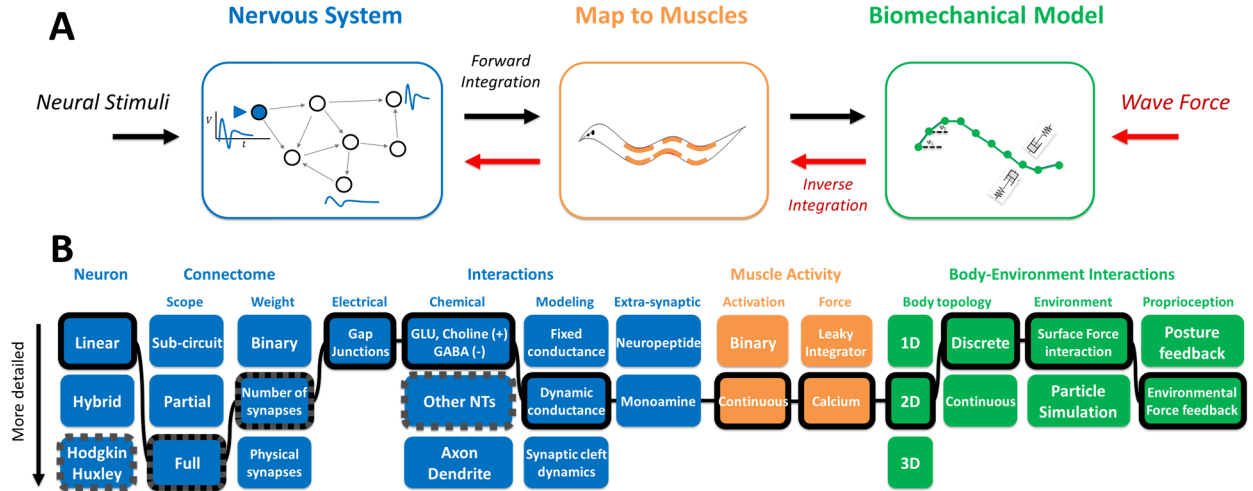 A
Nervous System
Map to Muscles
Biomechanical Model
Neural Stimuli
V
t
Forward
Integration
Inverse
Integration
φ2
φ1
Wave Force
B
More detailed
Neuron
Connectome
Interactions
Muscle Activity
Body-Environment Interactions
Scope
Weight
Electrical
Chemical
Modeling
Extra-synaptic
Activation
Force
Body topology
Environment
Proprioception
Linear
Sub-circuit
Binary
Gap
Junctions
GLU, Choline (+)
GABA (-)
Fixed
conductance
Neuropeptide
Binary
Leaky
Integrator
1D
Discrete
Surface Force
interaction
Posture
feedback
Hybrid
Partial
Number of
synapses
Other NTs
Dynamic
conductance
Monoamine
Continuous
Calcium
2D
Continuous
Particle
Simulation
Environmental
Force feedback
Hodgkin
Huxley
Full
Physical
synapses
Axon
Dendrite
Synaptic cleft
dynamics
3D